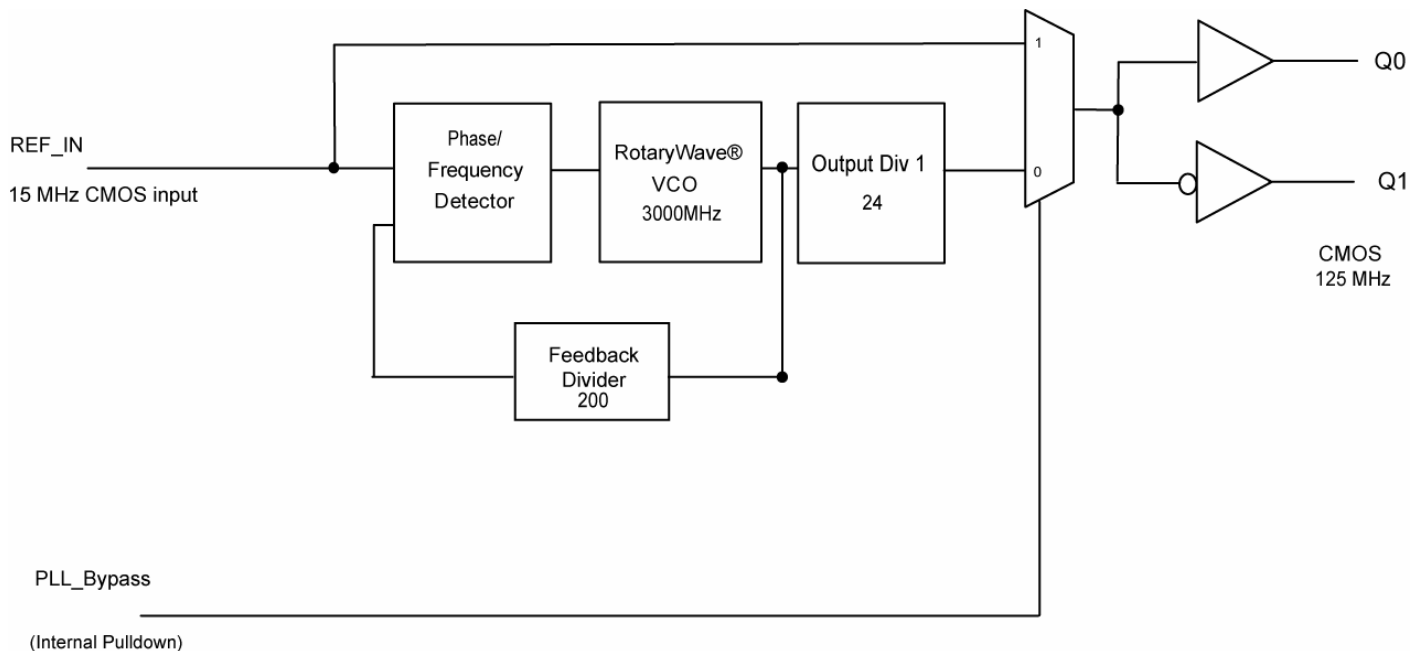 REF_IN
15 MHz CMOS input
Phase/
Frequency
Detector
RotaryWave®
VCO
3000MHz
Output Div 1
24
1
0
Q0
Q1
CMOS
125 MHz
Feedback
Divider
200
PLL_Bypass
(Internal Pulldown)